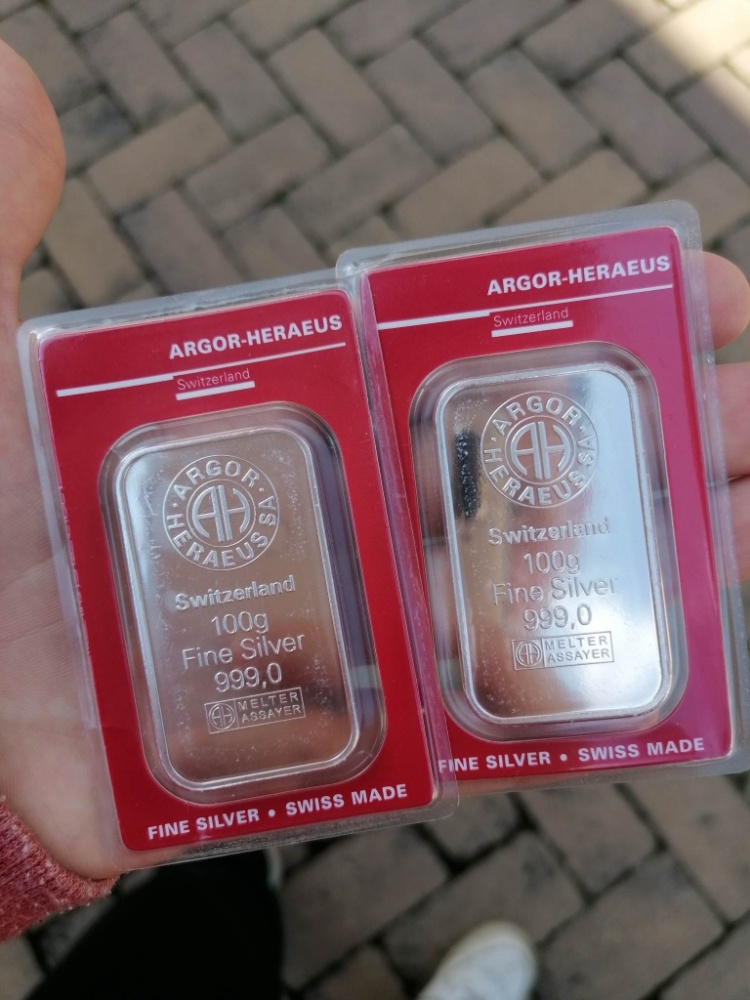 ARGOR-HERAEUS
Switzerland
ARGOR
HERAEUS SA
AH
Switzerland
100g
Fine Silver
999,0
AH MELTER
ASSAYER
FINE SILVER • SWISS MADE
ARGOR-HERAEUS
Switzerland
ARGOR
HERAEUS SA
AH
Switzerland
100g
Fine Silver
999,0
AH MELTER
ASSAYER
FINE SILVER • SWISS MADE